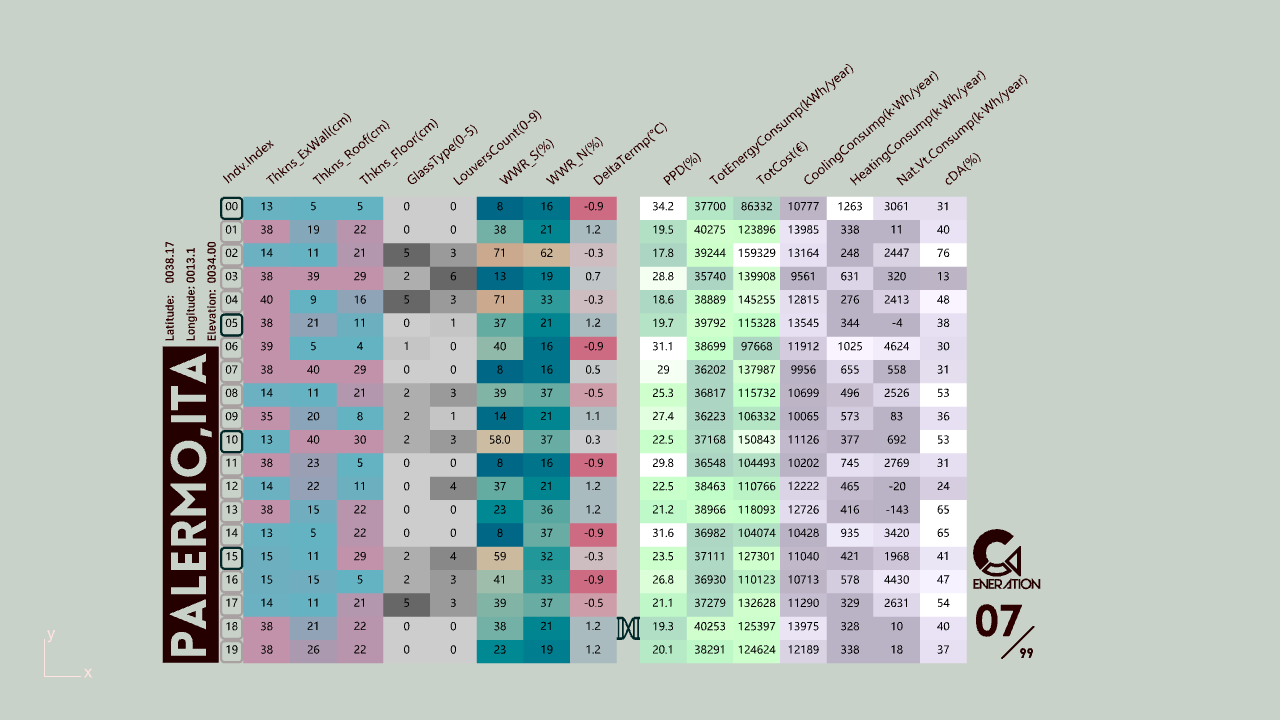 Indv.Index Thkns_ExWall(cm) Thkns_Roof(cm) Thkns_Floor(cm) GlassType(0-5) LouversCount(0-9) WWR_S(%) WWR_N(%) DeltaTermp(°C) PPD(%) TotEnergyConsump(kWh/year) TotCost(€) CoolingConsump(k·Wh/year) HeatingConsump(k·Wh/year) Nat.Vt.Consump(k·Wh/year) cDA(%)
00 13 5 5 0 0 8 16 -0.9 34.2 37700 86332 10777 1263 3061 31
01 38 19 22 0 0 38 21 1.2 19.5 40275 123896 13985 338 11 40
02 14 11 21 5 3 71 62 -0.3 17.8 39244 159329 13164 248 2447 76
03 38 39 29 2 6 13 19 0.7 28.8 35740 139908 9561 631 320 13
04 40 9 16 5 3 71 33 -0.3 18.6 38889 145255 12815 276 2413 48
05 38 21 11 0 1 37 21 1.2 19.7 39792 115328 13545 344 -4 38
06 39 5 4 1 0 40 16 -0.9 31.1 38699 97668 11912 1025 4624 30
07 38 40 29 0 0 8 16 0.5 29 36202 137987 9956 655 558 31
08 14 11 21 2 3 39 37 -0.5 25.3 36817 115732 10699 496 2526 53
09 35 20 8 2 1 14 21 1.1 27.4 36223 106332 10065 573 83 36
10 13 40 30 2 3 58.0 37 0.3 22.5 37168 150843 11126 377 692 53
11 38 23 5 0 0 8 16 -0.9 29.8 36548 104493 10202 745 2769 31
12 14 22 11 0 4 37 21 1.2 22.5 38463 110766 12222 465 -20 24
13 38 15 22 0 0 23 36 1.2 21.2 38966 118093 12726 416 -143 65
14 13 5 22 0 0 8 37 -0.9 31.6 36982 104074 10428 935 3420 65
15 15 11 29 2 4 59 32 -0.3 23.5 37111 127301 11040 421 1968 41
16 15 15 5 2 3 41 33 -0.9 26.8 36930 110123 10713 578 4430 47
17 14 11 21 5 3 39 37 -0.5 21.1 37279 132628 11290 329 2631 54
18 38 21 22 0 0 38 21 1.2 19.3 40253 125397 13975 328 10 40
19 38 26 22 0 0 23 19 1.2 20.1 38291 124624 12189 338 18 37
Latitude: 0038.17
Longitude: 0013.1
Elevation: 0034.00
PALERMO,ITA
GENERATION
07/99
y
x